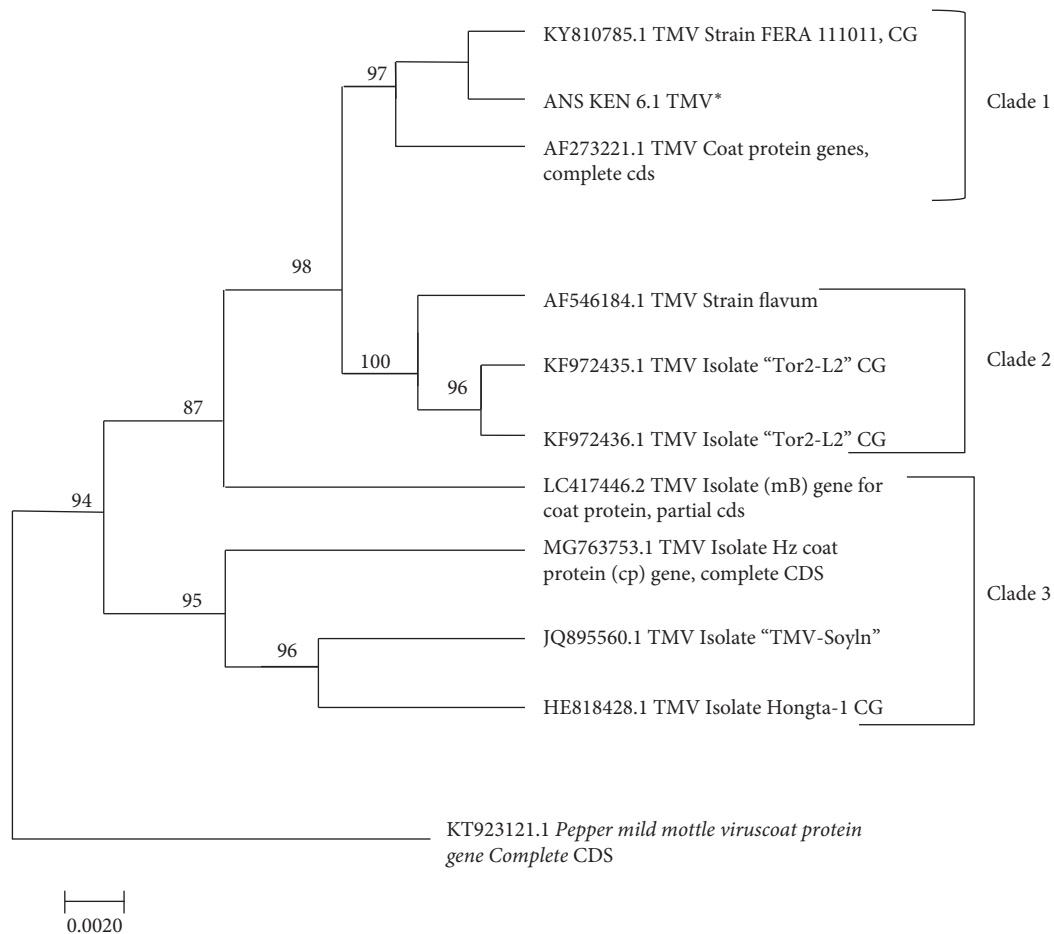 KY810785.1 TMV Strain FERA 111011, CG
97
ANS KEN 6.1 TMV*
Clade 1
AF273221.1 TMV Coat protein genes,
complete cds
98
AF546184.1 TMV Strain flavum
100
KF972435.1 TMV Isolate “Tor2-L2” CG
Clade 2
96
87
KF972436.1 TMV Isolate “Tor2-L2” CG
94
LC417446.2 TMV Isolate (mB) gene for
coat protein, partial cds
MG763753.1 TMV Isolate Hz coat
protein (cp) gene, complete CDS
Clade 3
95
96
JQ895560.1 TMV Isolate “TMV-Soyln”
HE818428.1 TMV Isolate Hongta-1 CG
KT923121.1 Pepper mild mottle viruscoat protein
gene Complete CDS
0.0020